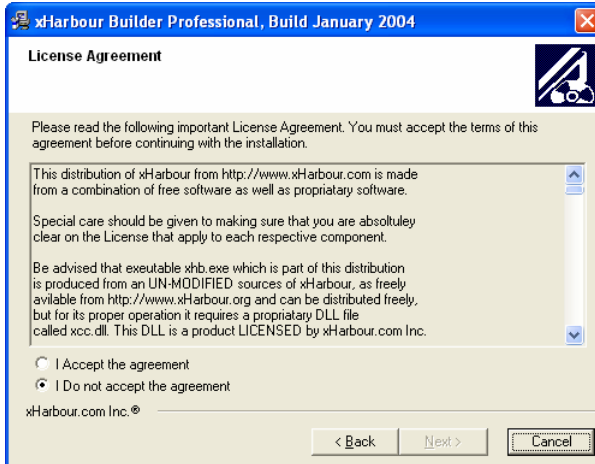 xHarbour Builder Professional, Build January 2004
License Agreement
Please read the following important License Agreement. You must accept the terms of this
agreement before continuing with the installation.
This distribution of xHarbour from http://www.xHarbour.com is made
from a combination of free software as well as propriatary software.
Special care should be given to making sure that you are absoltuley
clear on the License that apply to each respective component.
Be advised that exeutable xhb.exe which is part of this distribution
is produced from an UN-MODIFIED sources of xHarbour, as freely
avilable from http://www.xHarbour.org and can be distributed freely,
but for its proper operation it requires a propriatary DLL file
called xcc.dll. This DLL is a product LICENSED by xHarbour.com Inc.
I Accept the agreement
I Do not accept the agreement
xHarbour.com Inc.®
< Back Next > Cancel